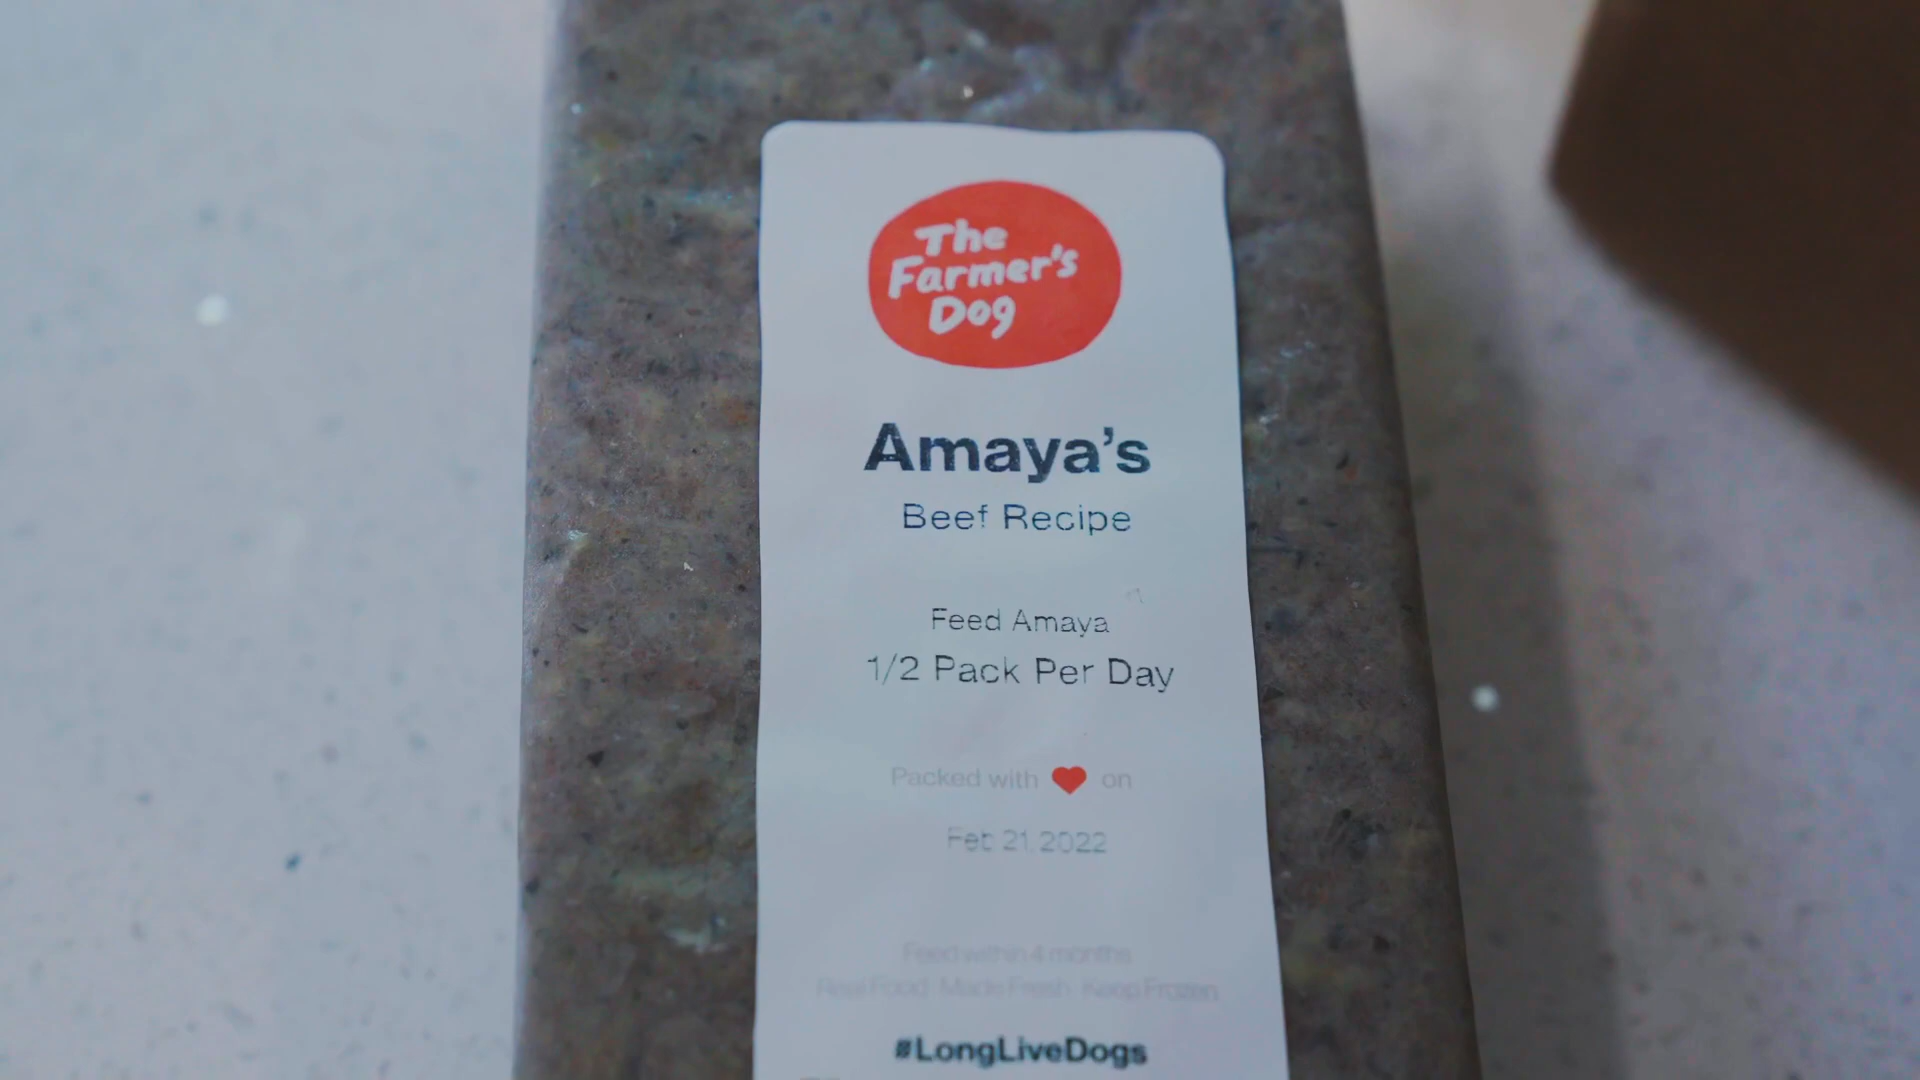 The
Farmer's
Dog
Amaya's
Beef Recipe
Feed Amaya
1/2 Pack Per Day
Packed with ❤ on
Feb 21, 2022
Feed within 4 months
Real Food · Made Fresh · Keep Frozen
#LongLiveDogs